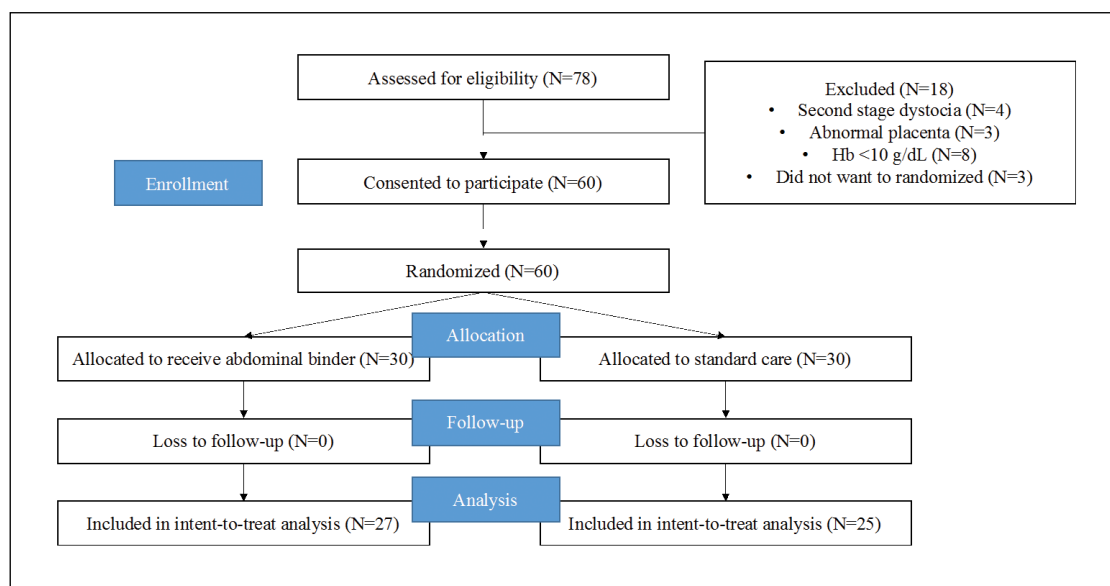 Assessed for eligibility (N=78)
Excluded (N=18)
• Second stage dystocia (N=4)
• Abnormal placenta (N=3)
• Hb <10 g/dL (N=8)
• Did not want to randomized (N=3)
Enrollment
Consented to participate (N=60)
Randomized (N=60)
Allocation
Allocated to receive abdominal binder (N=30)
Allocated to standard care (N=30)
Follow-up
Loss to follow-up (N=0)
Loss to follow-up (N=0)
Analysis
Included in intent-to-treat analysis (N=27)
Included in intent-to-treat analysis (N=25)